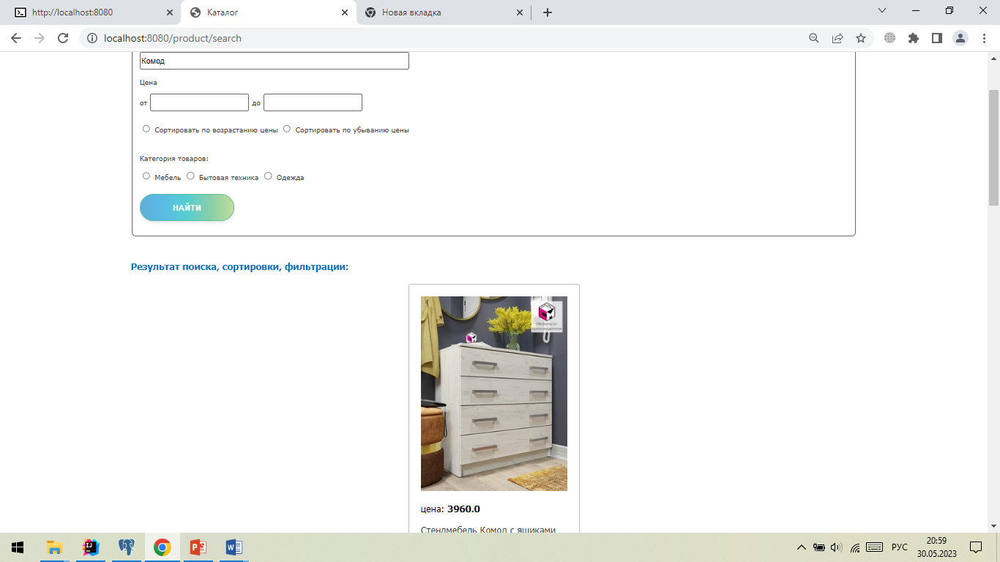 http://localhost:8080
Каталог
Новая вкладка
localhost:8080/product/search
Комод
Цена
от
до
Сортировать по возрастанию цены
Сортировать по убыванию цены
Категория товаров:
Мебель
Бытовая техника
Одежда
НАЙТИ
Результат поиска, сортировки, фильтрации:
Мебель от
производителя
цена: 3960.0
Стендмебель Комод с ящиками
РУС
20:59
30.05.2023